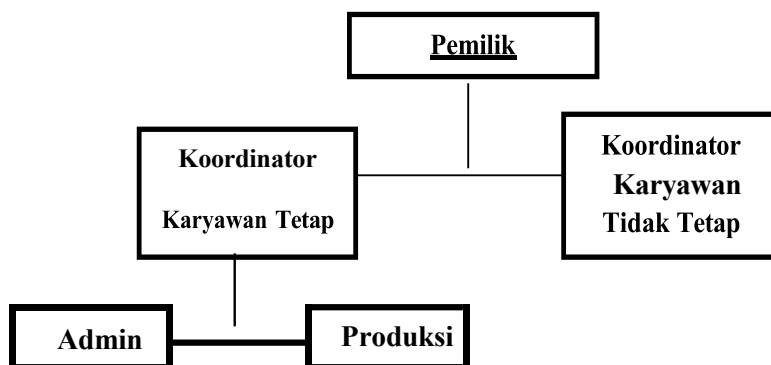 Pemilik
Koordinator
Karyawan Tetap
Koordinator
Karyawan
Tidak Tetap
Admin
Produksi